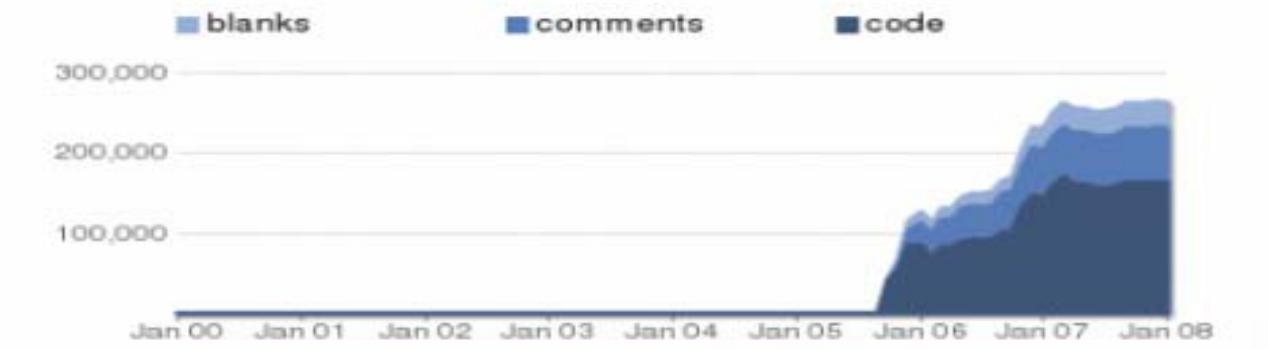 blanks comments code
300,000
200,000
100,000
Jan 00 Jan 01 Jan 02 Jan 03 Jan 04 Jan 05 Jan 06 Jan 07 Jan 08